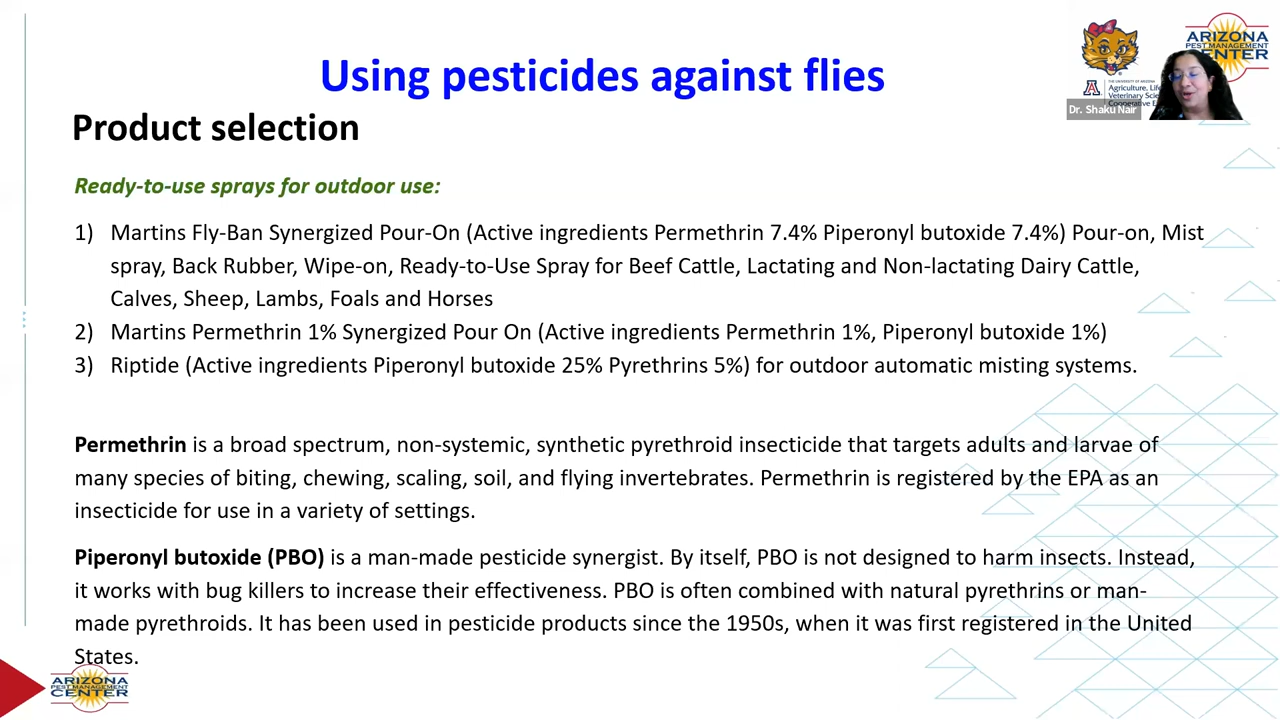 Using pesticides against flies
Product selection
Ready-to-use sprays for outdoor use:
1) Martins Fly-Ban Synergized Pour-On (Active ingredients Permethrin 7.4% Piperonyl butoxide 7.4%) Pour-on, Mist
spray, Back Rubber, Wipe-on, Ready-to-Use Spray for Beef Cattle, Lactating and Non-lactating Dairy Cattle,
Calves, Sheep, Lambs, Foals and Horses
2) Martins Permethrin 1% Synergized Pour On (Active ingredients Permethrin 1%, Piperonyl butoxide 1%)
3) Riptide (Active ingredients Piperonyl butoxide 25% Pyrethrins 5%) for outdoor automatic misting systems.
Permethrin is a broad spectrum, non-systemic, synthetic pyrethroid insecticide that targets adults and larvae of
many species of biting, chewing, scaling, soil, and flying invertebrates. Permethrin is registered by the EPA as an
insecticide for use in a variety of settings.
Piperonyl butoxide (PBO) is a man-made pesticide synergist. By itself, PBO is not designed to harm insects. Instead,
it works with bug killers to increase their effectiveness. PBO is often combined with natural pyrethrins or man-
made pyrethroids. It has been used in pesticide products since the 1950s, when it was first registered in the United
States.
ARIZONA
PEST MANAGEMENT
CENTER
A
THE UNIVERSITY OF ARIZONA
Agriculture, Life
Veterinary Scie
Cooperative E
Dr. Shaku Nair
ARIZONA
PEST MANAGEMENT
CENTER